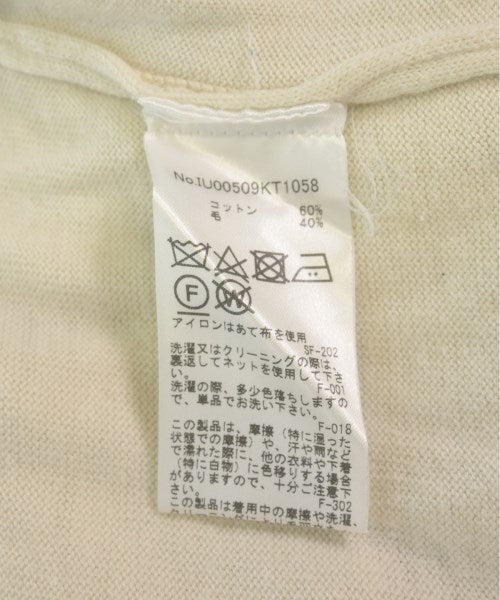 No.IU00509KT1058
コットン 60%
毛 40%
F W
アイロンはあて布を使用
SF-202
洗濯又はクリーニングの際は、
裏返してネットを使用して下さ
い。 F-001
洗濯の際、多少色落ちしますの
で、単品でお洗い下さい。
F-018
この製品は、摩擦（特に湿った
状態での摩擦）や、汗や雨など
で濡れた際に、他の衣料や下着
（特に白物）に色移りする場合
がありますので、十分ご注意下
さい。 F-302
この製品は着用中の摩擦や洗濯、